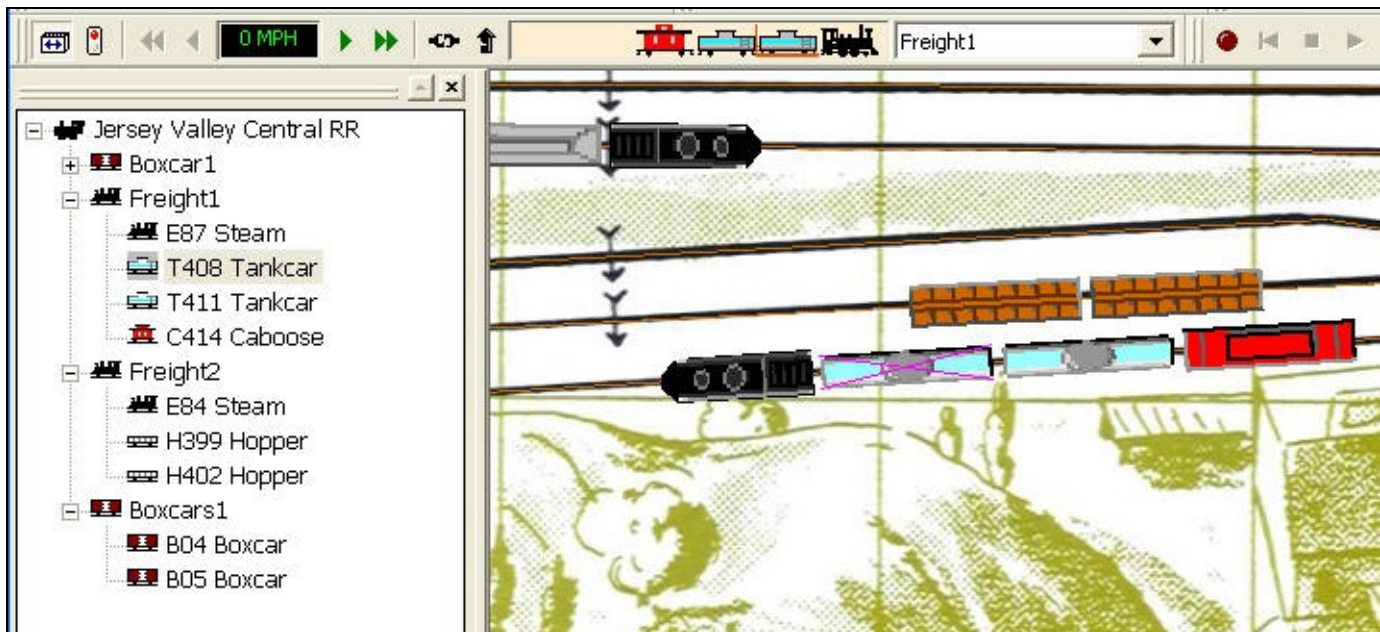 0 MPH
Freight1
Jersey Valley Central RR
Boxcar1
Freight1
E87 Steam
T408 Tankcar
T411 Tankcar
C414 Caboose
Freight2
E84 Steam
H399 Hopper
H402 Hopper
Boxcars1
B04 Boxcar
B05 Boxcar